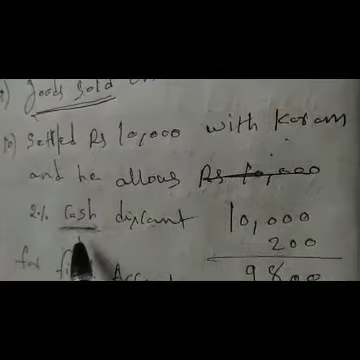 Goods sold
10) Settled Rs 10,000 with Karam
and he allows Rs 10,000
2% cash discant
10,000
200
9800
for